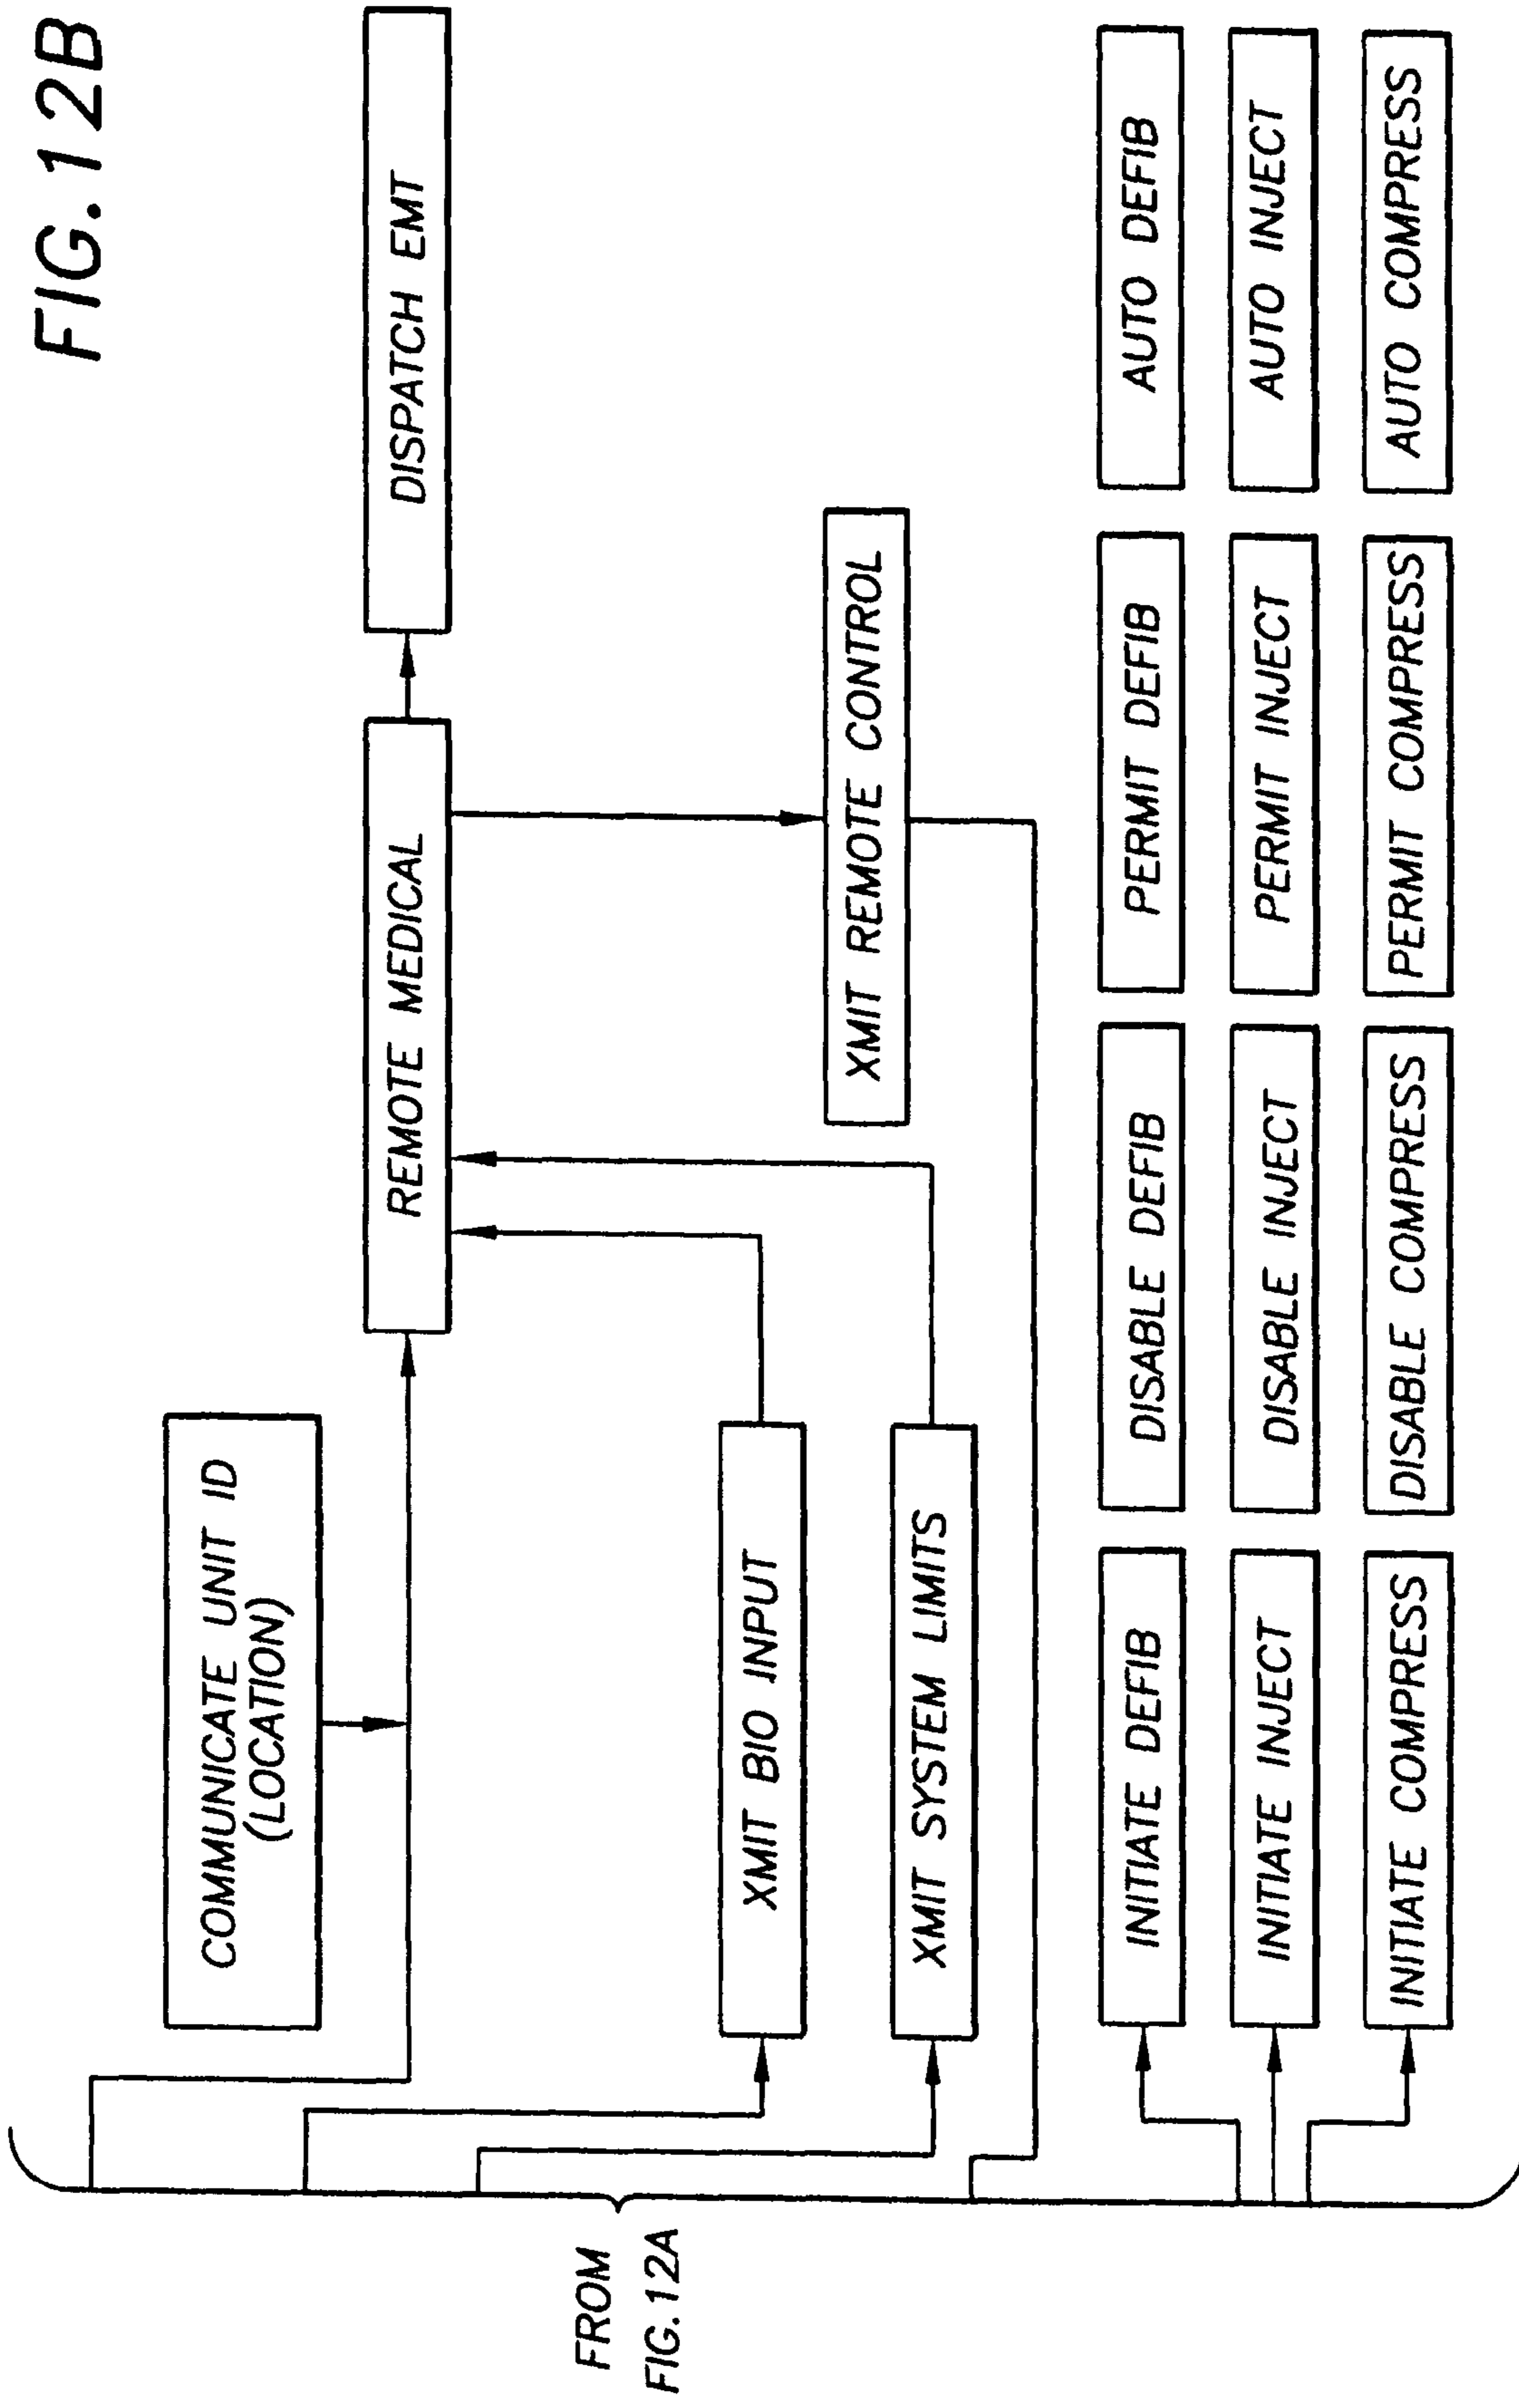 FIG. 12B
COMMUNICATE UNIT ID
(LOCATION)
REMOTE MEDICAL
DISPATCH EMT
XMIT BIO INPUT
XMIT REMOTE CONTROL
XMIT SYSTEM LIMITS
FROM
FIG. 12A
INITIATE DEFIB
DISABLE DEFIB
PERMIT DEFIB
AUTO DEFIB
INITIATE INJECT
DISABLE INJECT
PERMIT INJECT
AUTO INJECT
INITIATE COMPRESS
DISABLE COMPRESS
PERMIT COMPRESS
AUTO COMPRESS